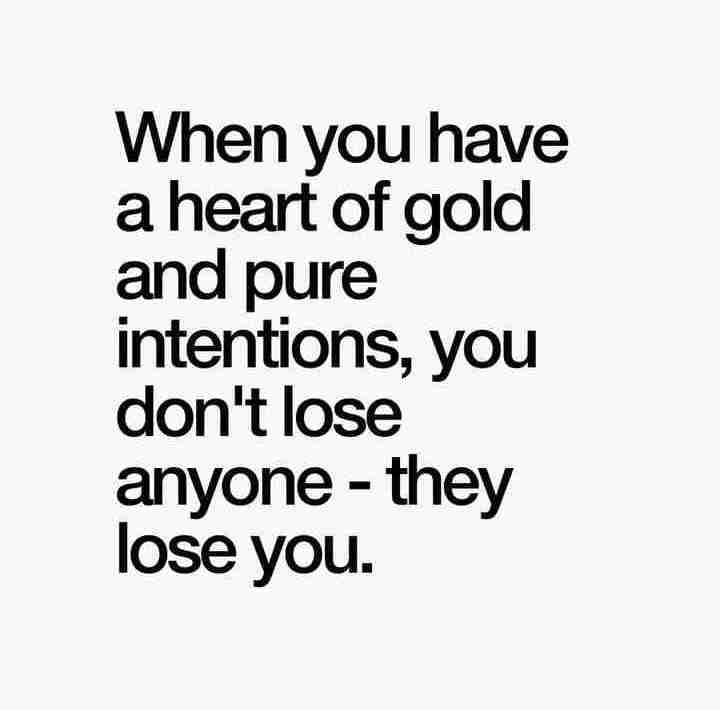 When you have
a heart of gold
and pure
intentions, you
don't lose
anyone - they
lose you.